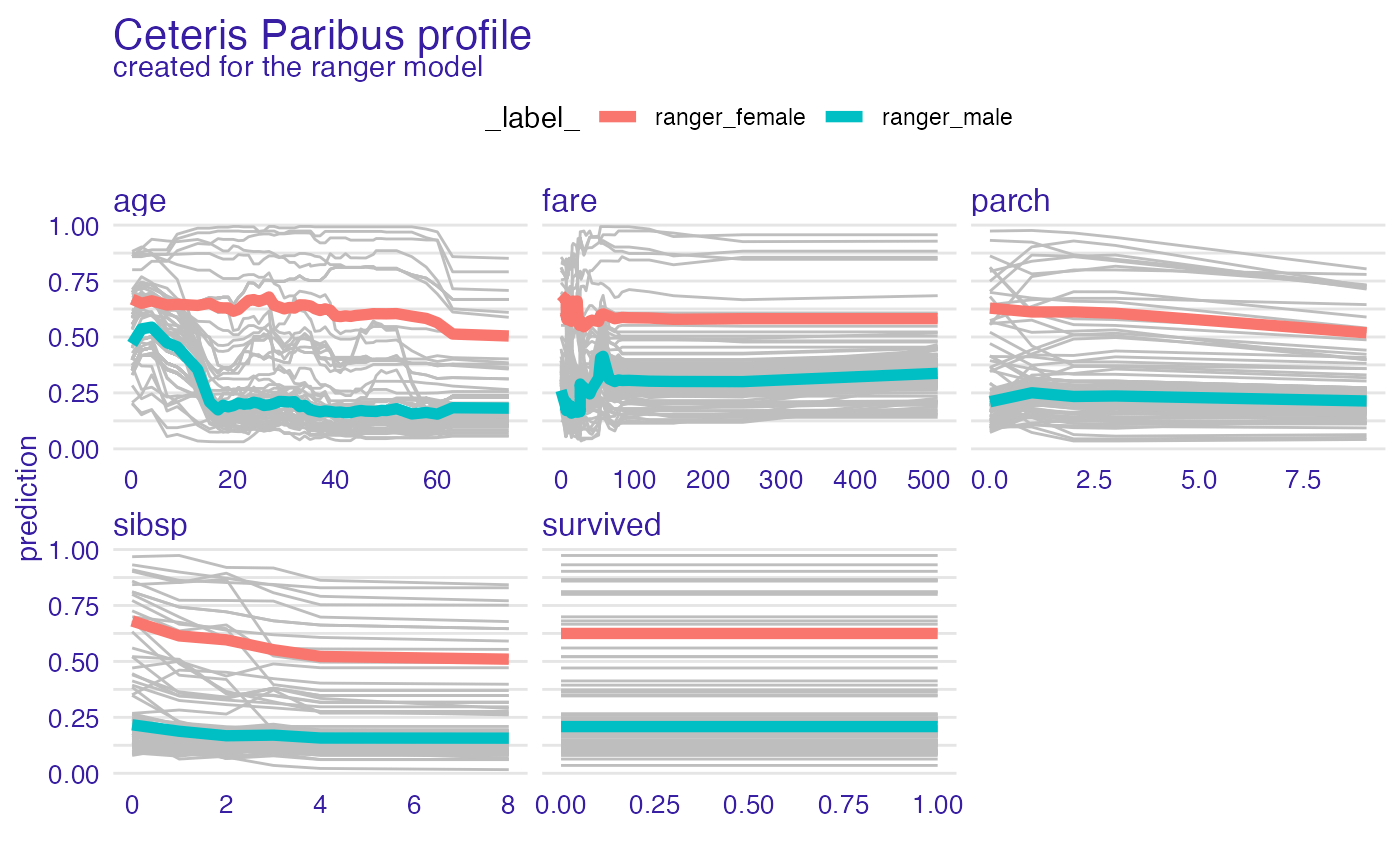 Ceteris Paribus profile
created for the ranger model
_label_ ranger_female ranger_male
age fare parch
1.00
0.75
0.50
0.25
0.00
0 20 40 60 0 100 200 300 400 500 0.0 2.5 5.0 7.5
prediction
sibsp survived
1.00
0.75
0.50
0.25
0.00
0 2 4 6 8 0.00 0.25 0.50 0.75 1.00